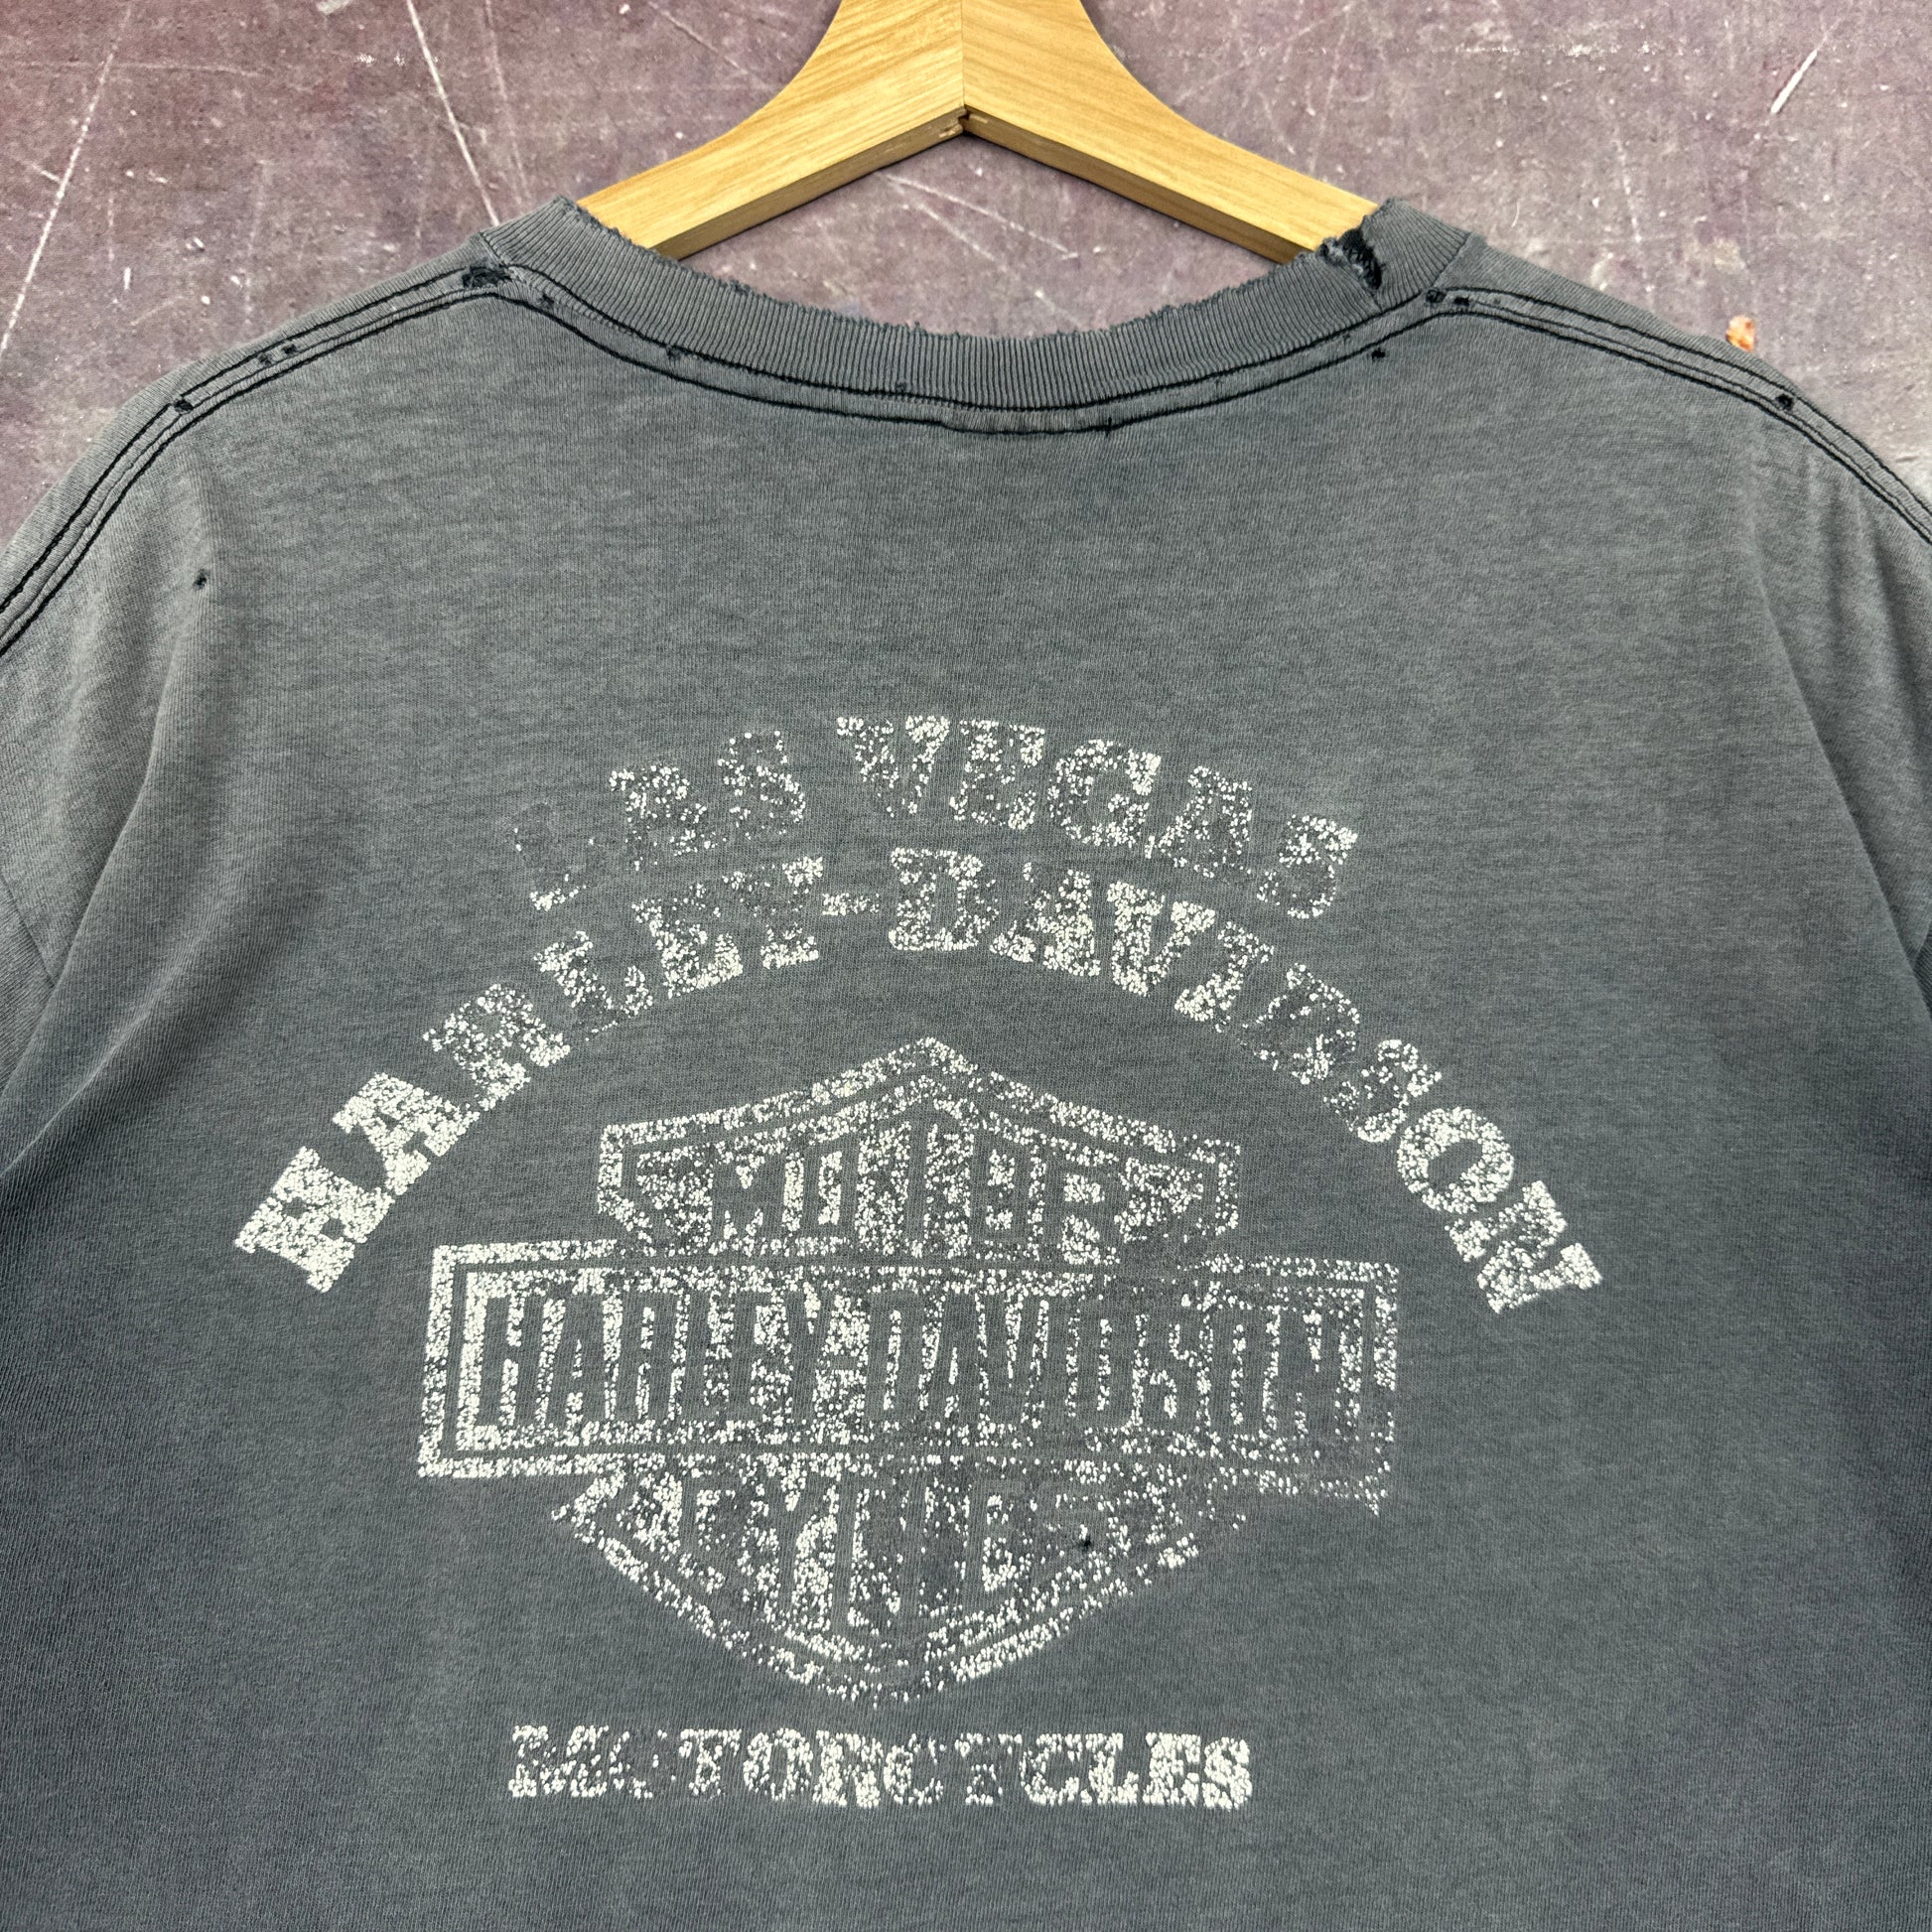 LAS VEGAS
HARLEY-DAVIDSON
MOTOR
HARLEY-DAVIDSON
CYCLES
MOTORCYCLES